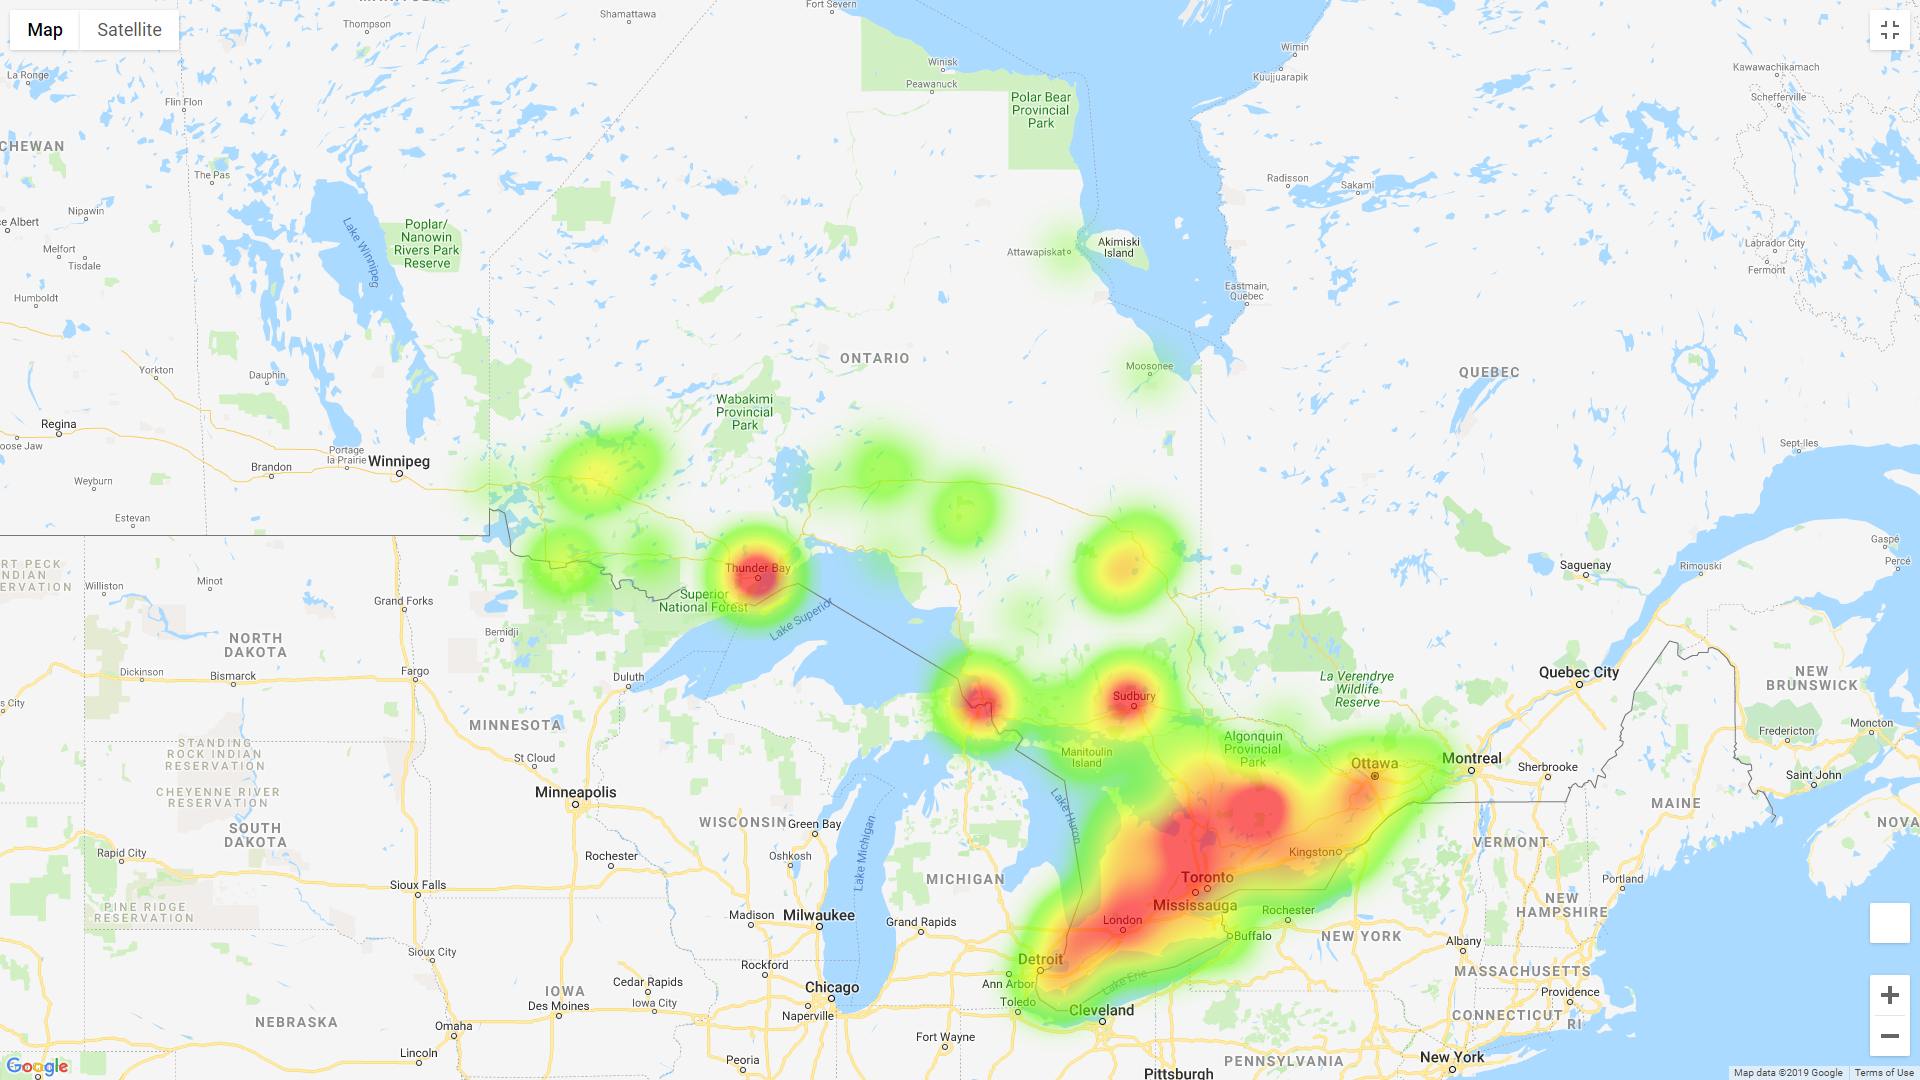 Map
Satellite
Thompson
Shamattawa
Fort Severn
Wimin
Kuujjuarapik
Kawawachikamach
Schefferville
La Ronge
Flin Flon
Winisk
Peawanuck
Polar Bear
Provincial
Park
CHEWAN
The Pas
Radisson
Sakami
Nipawin
ce Albert
Melfort
Tisdale
Poplar/
Nanowin
Rivers Park
Reserve
Lake Winnipeg
Attawapiskat
Akimiski
Island
Labrador City
Fermont
Humboldt
Eastmain,
Quebec
ONTARIO
Moosonee
QUEBEC
Yorkton
Dauphin
Wabakimi
Provincial
Park
Regina
oose Jaw
Portage
la Prairie
Winnipeg
Brandon
Weyburn
Estevan
Sept-Iles
Gaspé
Percé
RT PECK
INDIAN
SERVATION
Williston
Minot
Thunder Bay
Saguenay
Rimouski
Grand Forks
Superior
National Forest
Lake Superior
Bemidji
NORTH
DAKOTA
Dickinson
Bismarck
Fargo
Duluth
Sudbury
La Verendrye
Wildlife
Reserve
Quebec City
NEW
BRUNSWICK
s City
MINNESOTA
Fredericton
Moncton
STANDING
ROCK INDIAN
RESERVATION
St Cloud
Manitoulin
Island
Algonquin
Provincial
Park
Ottawa
Montreal
Sherbrooke
Saint John
CHEYENNE RIVER
RESERVATION
Minneapolis
Lake Huron
MAINE
SOUTH
DAKOTA
WISCONSIN
Green Bay
Lake Michigan
NOVA
Rapid City
Rochester
Oshkosh
Kingston
VERMONT
Sioux Falls
MICHIGAN
Toronto
Portland
PINE RIDGE
RESERVATION
Mississauga
NEW
HAMPSHIRE
Madison
Milwaukee
Grand Rapids
London
Rochester
Buffalo
NEW YORK
Albany
Sioux City
Rockford
Detroit
Ann Arbor
Lake Erie
MASSACHUSETTS
Cedar Rapids
IOWA
Iowa City
Des Moines
Chicago
Naperville
Toledo
Cleveland
Providence
CONNECTICUT
RI
NEBRASKA
Omaha
Fort Wayne
Lincoln
Peoria
PENNSYLVANIA
New York
Pittsburgh
Google
Map data ©2019 Google
Terms of Use